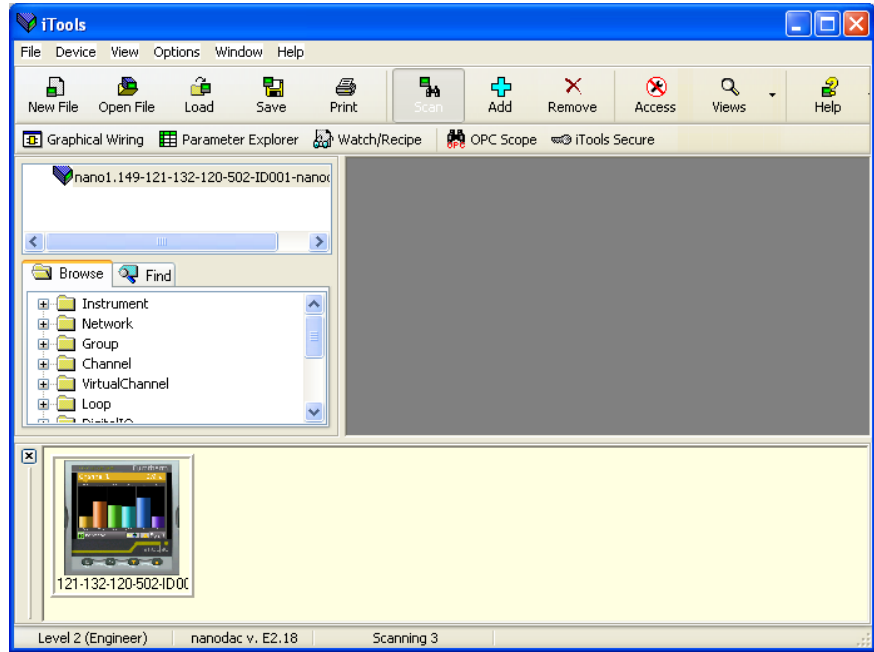 iTools
File Device View Options Window Help
New File Open File Load Save Print Scan Add Remove Access Views Help
Graphical Wiring Parameter Explorer Watch/Recipe OPC Scope iTools Secure
nano1.149-121-132-120-502-ID001-nano
Browse Find
Instrument
Network
Group
Channel
VirtualChannel
Loop
DigitalIO
121-132-120-502-ID00
Level 2 (Engineer) nanodac v. E2.18 Scanning 3